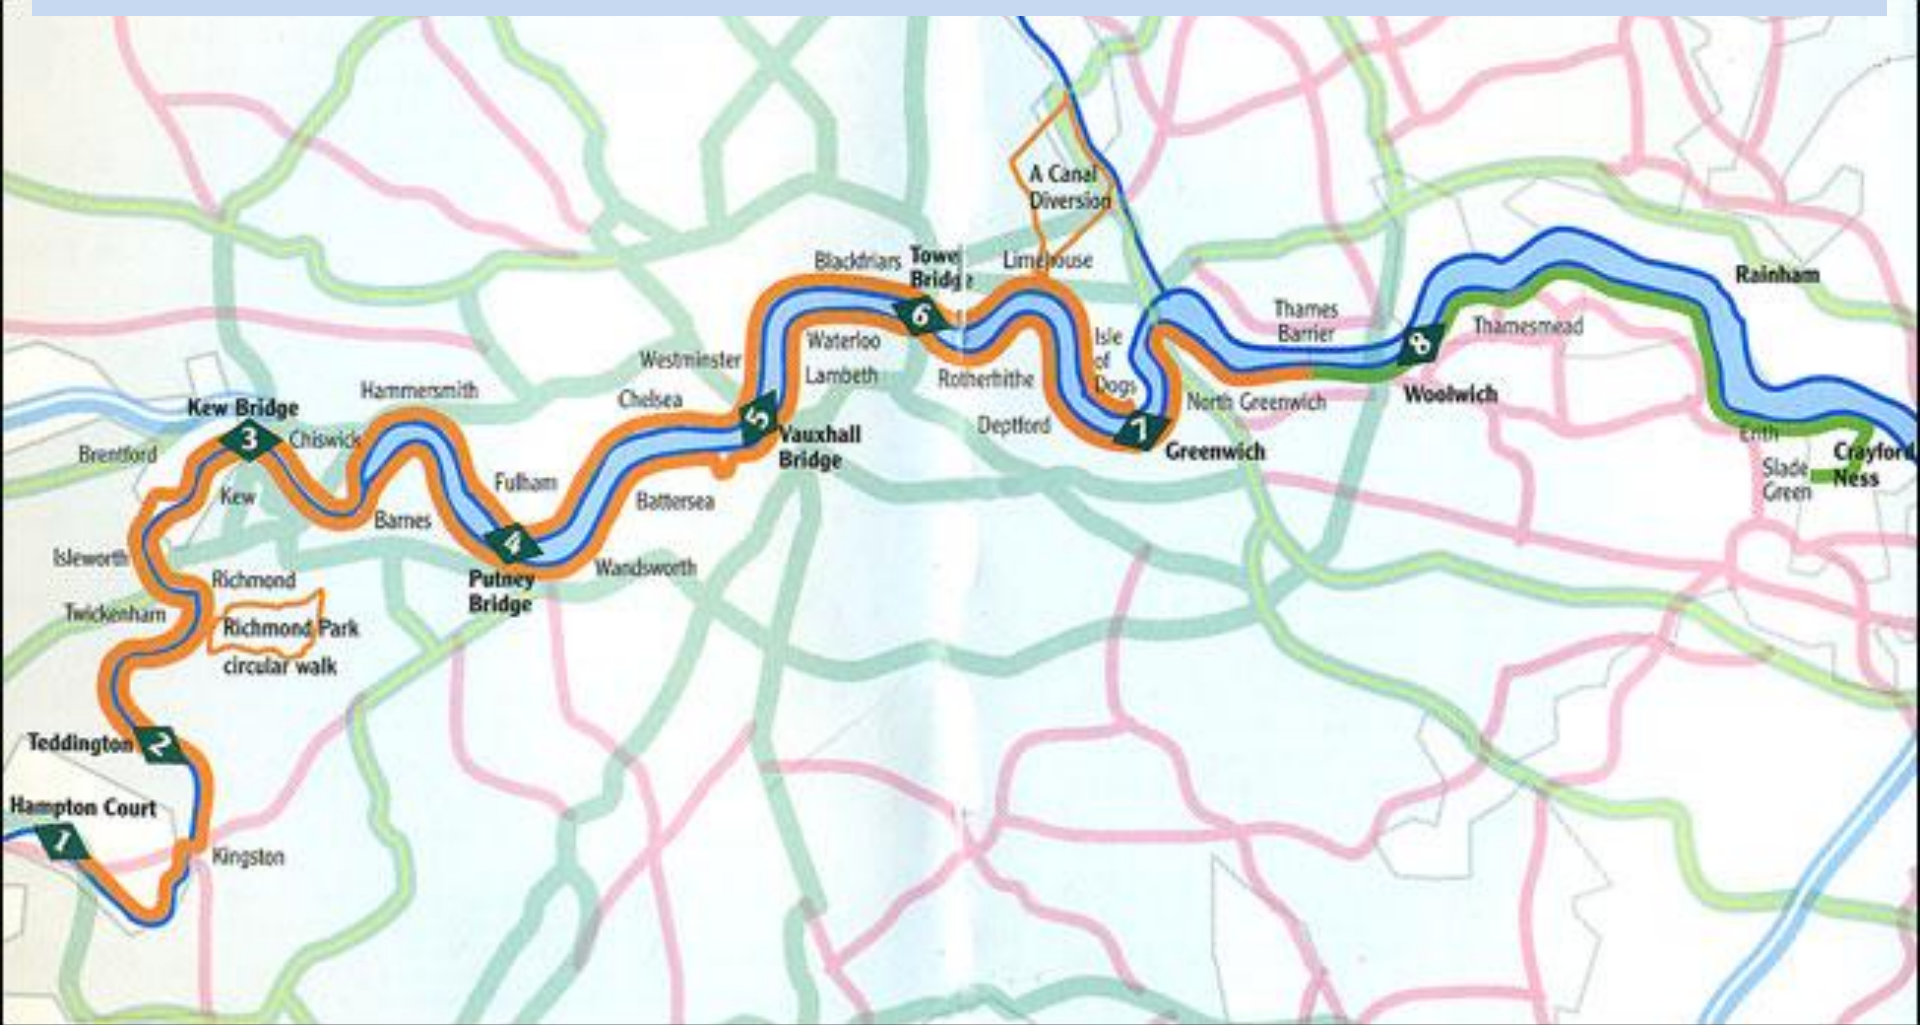 A Canal
Diversion
Blackfriars
Towe
Bridg e
Limehouse
Rainham
6
Thames
Barrier
Thamesmead
8
Waterloo
Westminster
Isle
of
Dogs
Lambeth
Rotherhithe
Hammersmith
Chelsea
Woolwich
Kew Bridge
North Greenwich
5
3
Chiswick
Deptford
7
Vauxhall
Bridge
Greenwich
Erith
Brentford
Crayford
Ness
Slade
Green
Fulham
Kew
Battersea
Barnes
4
Isleworth
Wandsworth
Richmond
Putney
Bridge
Twickenham
Richmond Park
circular walk
Teddington
2
Hampton Court
1
Kingston